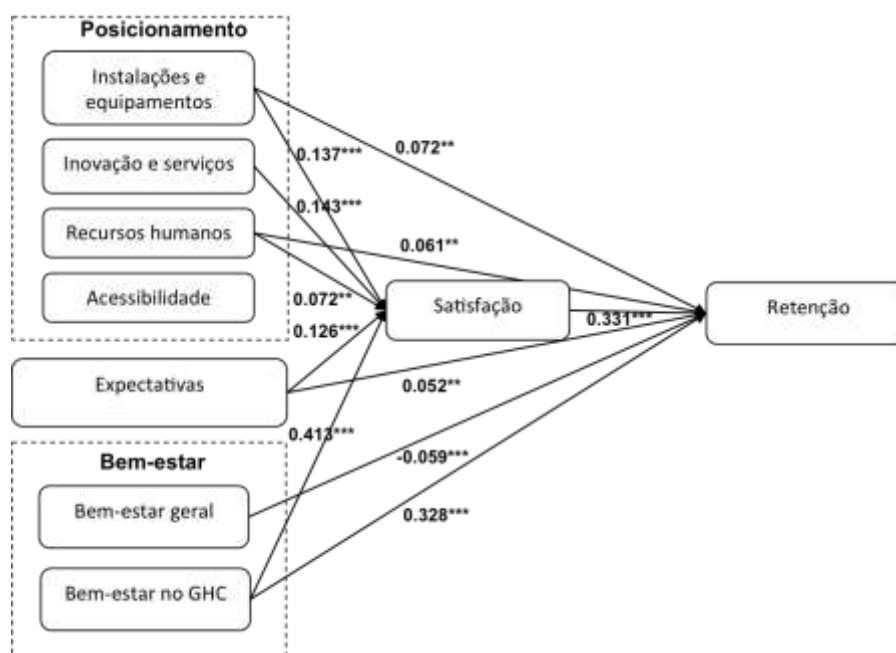 Posicionamento
Instalações e
equipamentos
0.137***
0.072**
Inovação e serviços
0.143***
Recursos humanos
0.061**
Acessibilidade
0.072**
Satisfação
0.331***
Retenção
0.126***
Expectativas
0.052**
0.413***
Bem-estar
-0.059***
Bem-estar geral
0.328***
Bem-estar no GHC